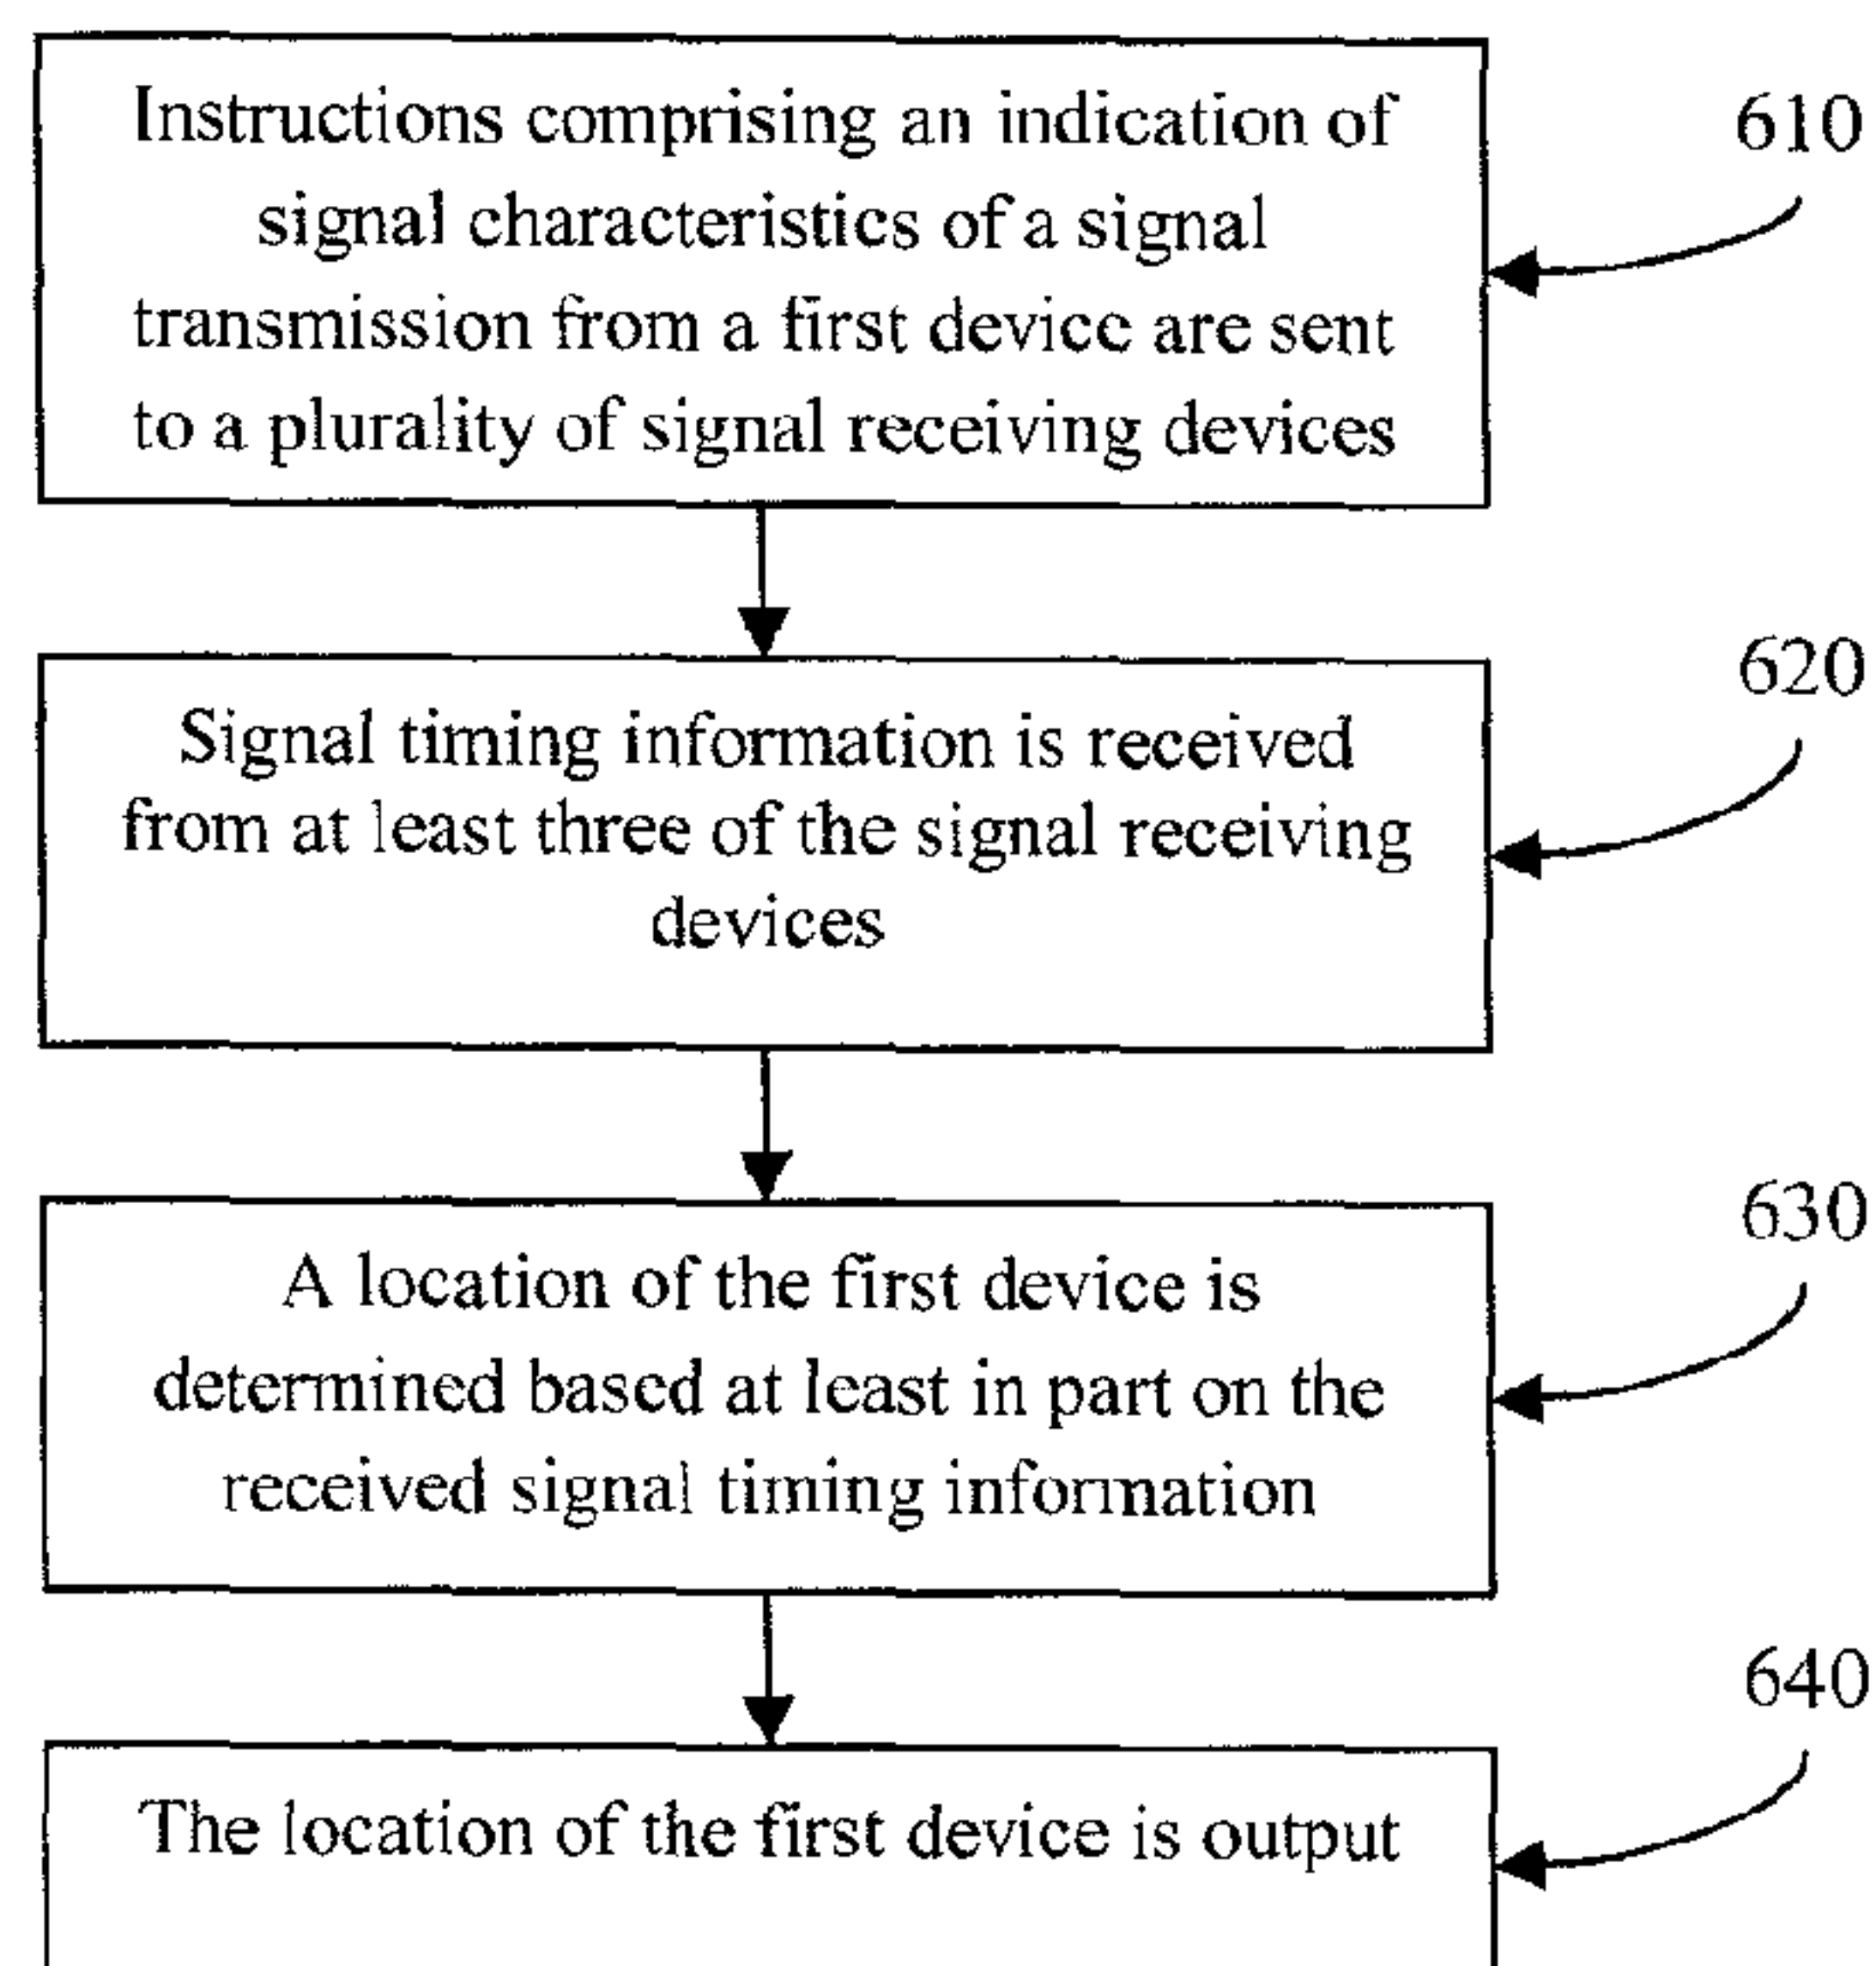 Instructions comprising an indication of
signal characteristics of a signal
transmission from a first device are sent
to a plurality of signal receiving devices
610
Signal timing information is received
from at least three of the signal receiving
devices
620
A location of the first device is
determined based at least in part on the
received signal timing information
630
The location of the first device is output
640